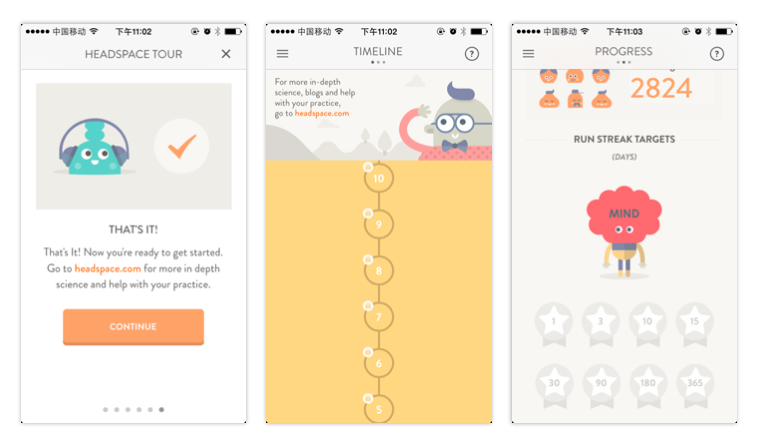 中国移动 下午11:02
HEADSPACE TOUR
THAT'S IT!
That's It! Now you're ready to get started.
Go to headspace.com for more in depth
science and help with your practice.
CONTINUE
中国移动 下午11:02
TIMELINE
?
For more in-depth
science, blogs and help
with your practice,
go to headspace.com
10
9
8
7
6
5
中国移动 下午11:03
PROGRESS
?
2824
RUN STREAK TARGETS
(DAYS)
MIND
1 3 10 15
30 90 180 365